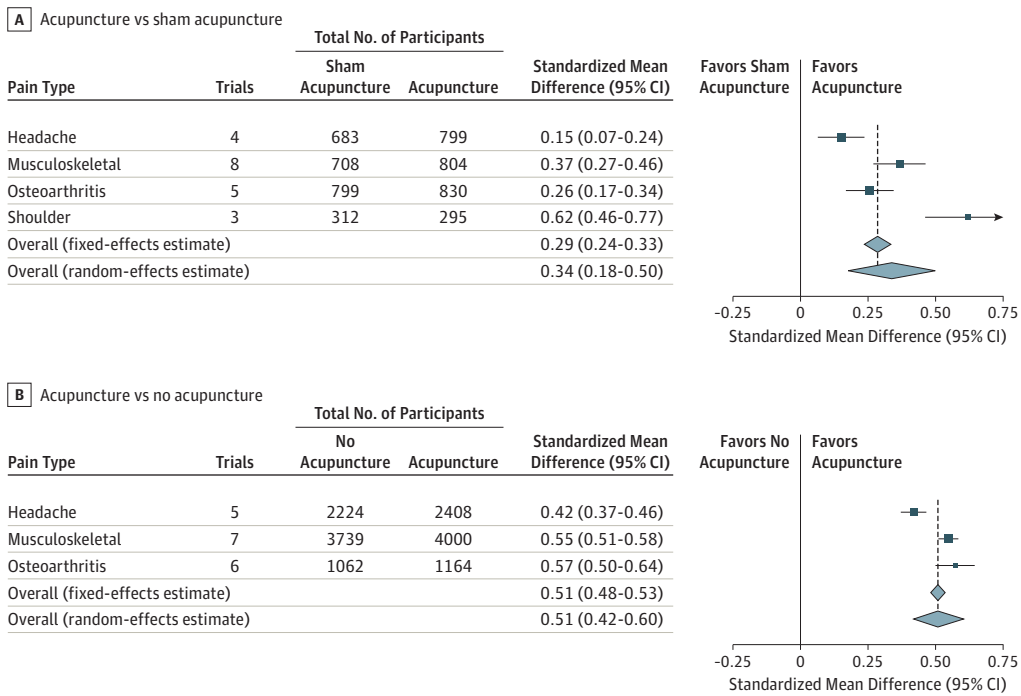 A Acupuncture vs sham acupuncture
Total No. of Participants
Pain Type Trials Sham Acupuncture Acupuncture Standardized Mean Difference (95% CI) Favors Sham Acupuncture Favors Acupuncture
Headache 4 683 799 0.15 (0.07-0.24)
Musculoskeletal 8 708 804 0.37 (0.27-0.46)
Osteoarthritis 5 799 830 0.26 (0.17-0.34)
Shoulder 3 312 295 0.62 (0.46-0.77)
Overall (fixed-effects estimate) 0.29 (0.24-0.33)
Overall (random-effects estimate) 0.34 (0.18-0.50)
-0.25 0 0.25 0.50 0.75
Standardized Mean Difference (95% CI)
B Acupuncture vs no acupuncture
Total No. of Participants
Pain Type Trials No Acupuncture Acupuncture Standardized Mean Difference (95% CI) Favors No Acupuncture Favors Acupuncture
Headache 5 2224 2408 0.42 (0.37-0.46)
Musculoskeletal 7 3739 4000 0.55 (0.51-0.58)
Osteoarthritis 6 1062 1164 0.57 (0.50-0.64)
Overall (fixed-effects estimate) 0.51 (0.48-0.53)
Overall (random-effects estimate) 0.51 (0.42-0.60)
-0.25 0 0.25 0.50 0.75
Standardized Mean Difference (95% CI)